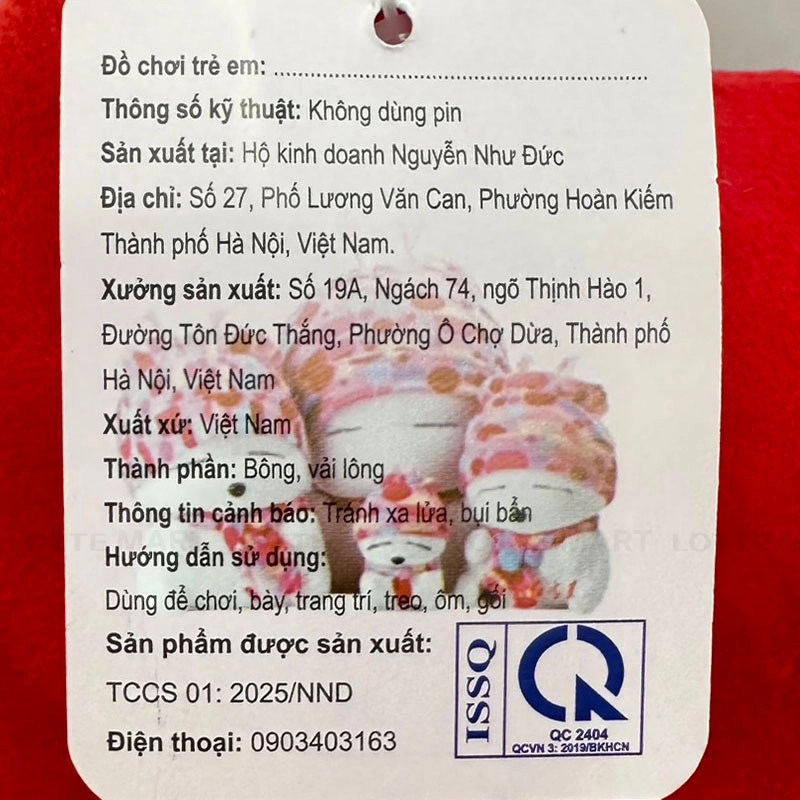 Đồ chơi trẻ em: ....................................................................
Thông số kỹ thuật: Không dùng pin
Sản xuất tại: Hộ kinh doanh Nguyễn Như Đức
Địa chỉ: Số 27, Phố Lương Văn Can, Phường Hoàn Kiếm
Thành phố Hà Nội, Việt Nam.
Xưởng sản xuất: Số 19A, Ngách 74, ngõ Thịnh Hào 1,
Đường Tôn Đức Thắng, Phường Ô Chợ Dừa, Thành phố
Hà Nội, Việt Nam
Xuất xứ: Việt Nam
Thành phần: Bông, vải lông
Thông tin cảnh báo: Tránh xa lửa, bụi bẩn
Hướng dẫn sử dụng:
Dùng để chơi, bày, trang trí, treo, ôm, gối
Sản phẩm được sản xuất:
TCCS 01: 2025/NND
Điện thoại: 0903403163
ISSQ
QC 2404
QCVN 3: 2019/BKHCN